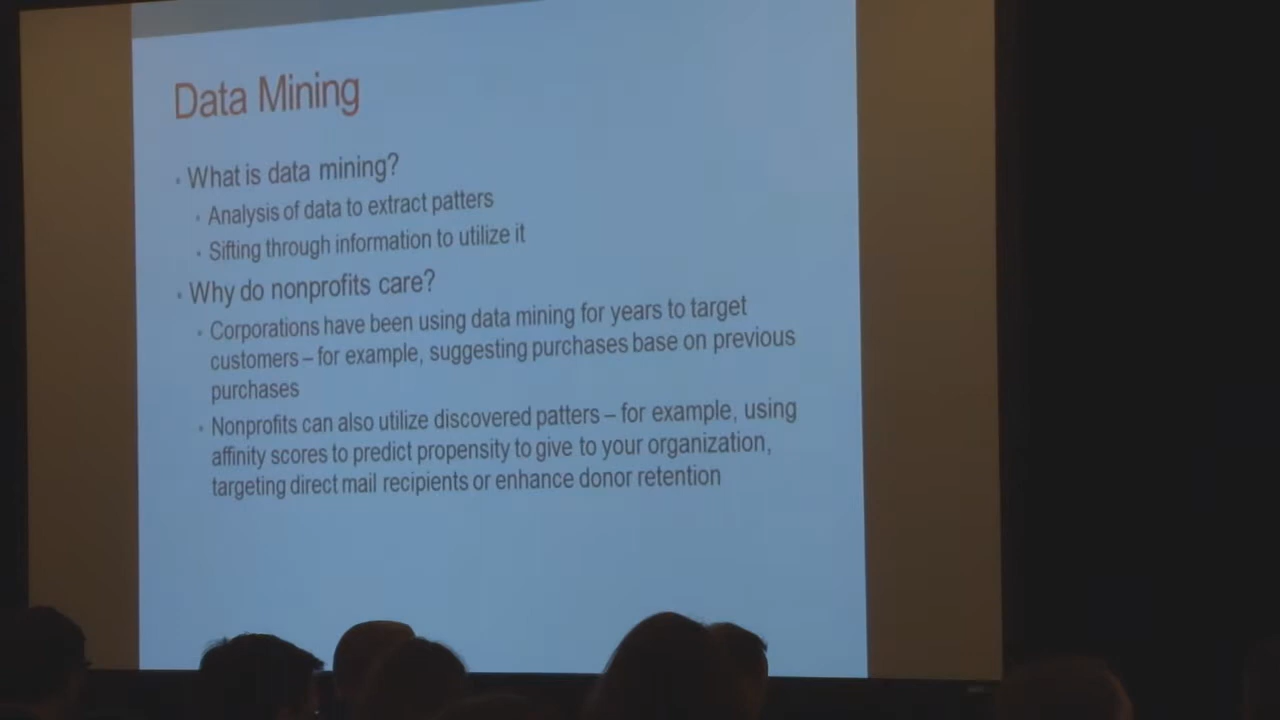 Data Mining
• What is data mining?
• Analysis of data to extract patters
• Sifting through information to utilize it
• Why do nonprofits care?
• Corporations have been using data mining for years to target
customers – for example, suggesting purchases base on previous
purchases
• Nonprofits can also utilize discovered patters – for example, using
affinity scores to predict propensity to give to your organization,
targeting direct mail recipients or enhance donor retention